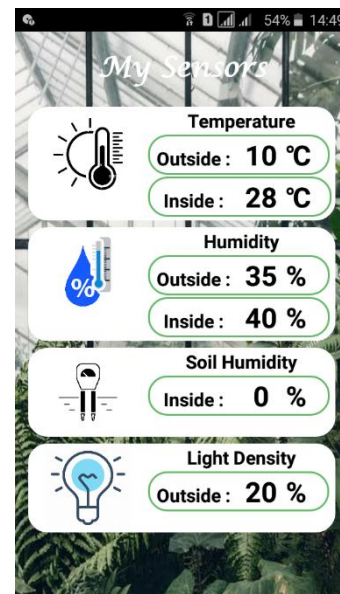 54% 14:49
My Sensors
Temperature
Outside : 10 °C
Inside : 28 °C
Humidity
%
Outside : 35 %
Inside : 40 %
Soil Humidity
Inside : 0 %
Light Density
Outside : 20 %